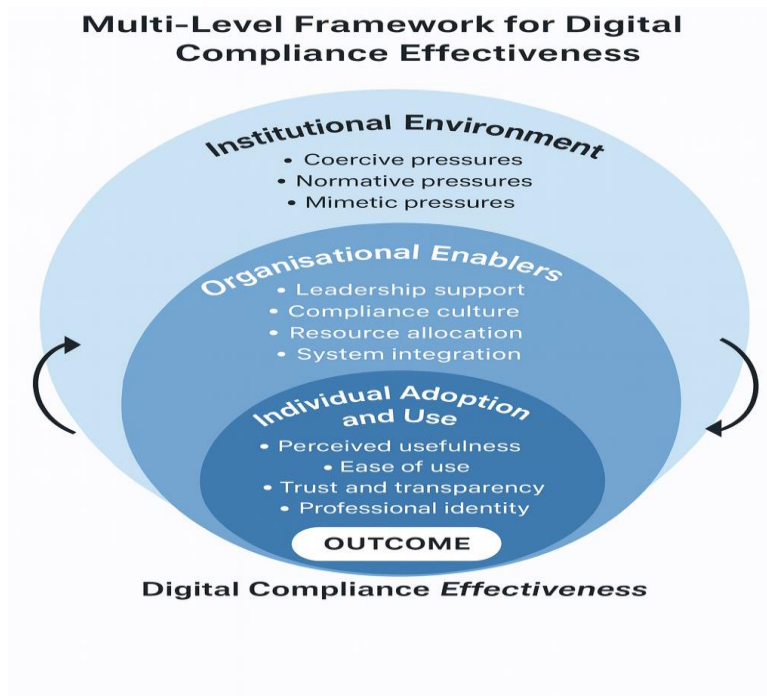 Multi-Level Framework for Digital
Compliance Effectiveness
Institutional Environment
• Coercive pressures
• Normative pressures
• Mimetic pressures
Organisational Enablers
• Leadership support
• Compliance culture
• Resource allocation
• System integration
Individual Adoption
and Use
• Perceived usefulness
• Ease of use
• Trust and transparency
• Professional identity
OUTCOME
Digital Compliance Effectiveness